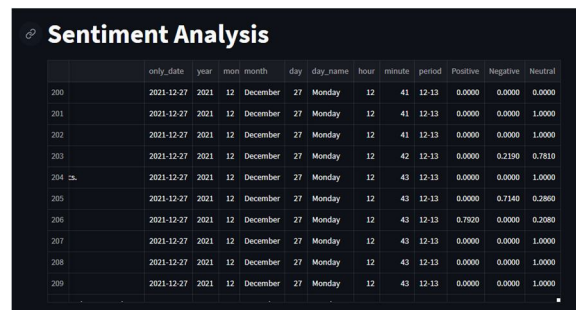 Sentiment Analysis
only_date year mon month day day_name hour minute period Positive Negative Neutral
200 2021-12-27 2021 12 December 27 Monday 12 41 12-13 0.0000 0.0000 0.0000
201 2021-12-27 2021 12 December 27 Monday 12 41 12-13 0.0000 0.0000 1.0000
202 2021-12-27 2021 12 December 27 Monday 12 41 12-13 0.0000 0.0000 1.0000
203 2021-12-27 2021 12 December 27 Monday 12 42 12-13 0.0000 0.2190 0.7810
204 2021-12-27 2021 12 December 27 Monday 12 43 12-13 0.0000 0.0000 1.0000
205 2021-12-27 2021 12 December 27 Monday 12 43 12-13 0.0000 0.7140 0.2860
206 2021-12-27 2021 12 December 27 Monday 12 43 12-13 0.7920 0.0000 0.2080
207 2021-12-27 2021 12 December 27 Monday 12 43 12-13 0.0000 0.0000 1.0000
208 2021-12-27 2021 12 December 27 Monday 12 43 12-13 0.0000 0.0000 1.0000
209 2021-12-27 2021 12 December 27 Monday 12 43 12-13 0.0000 0.0000 1.0000